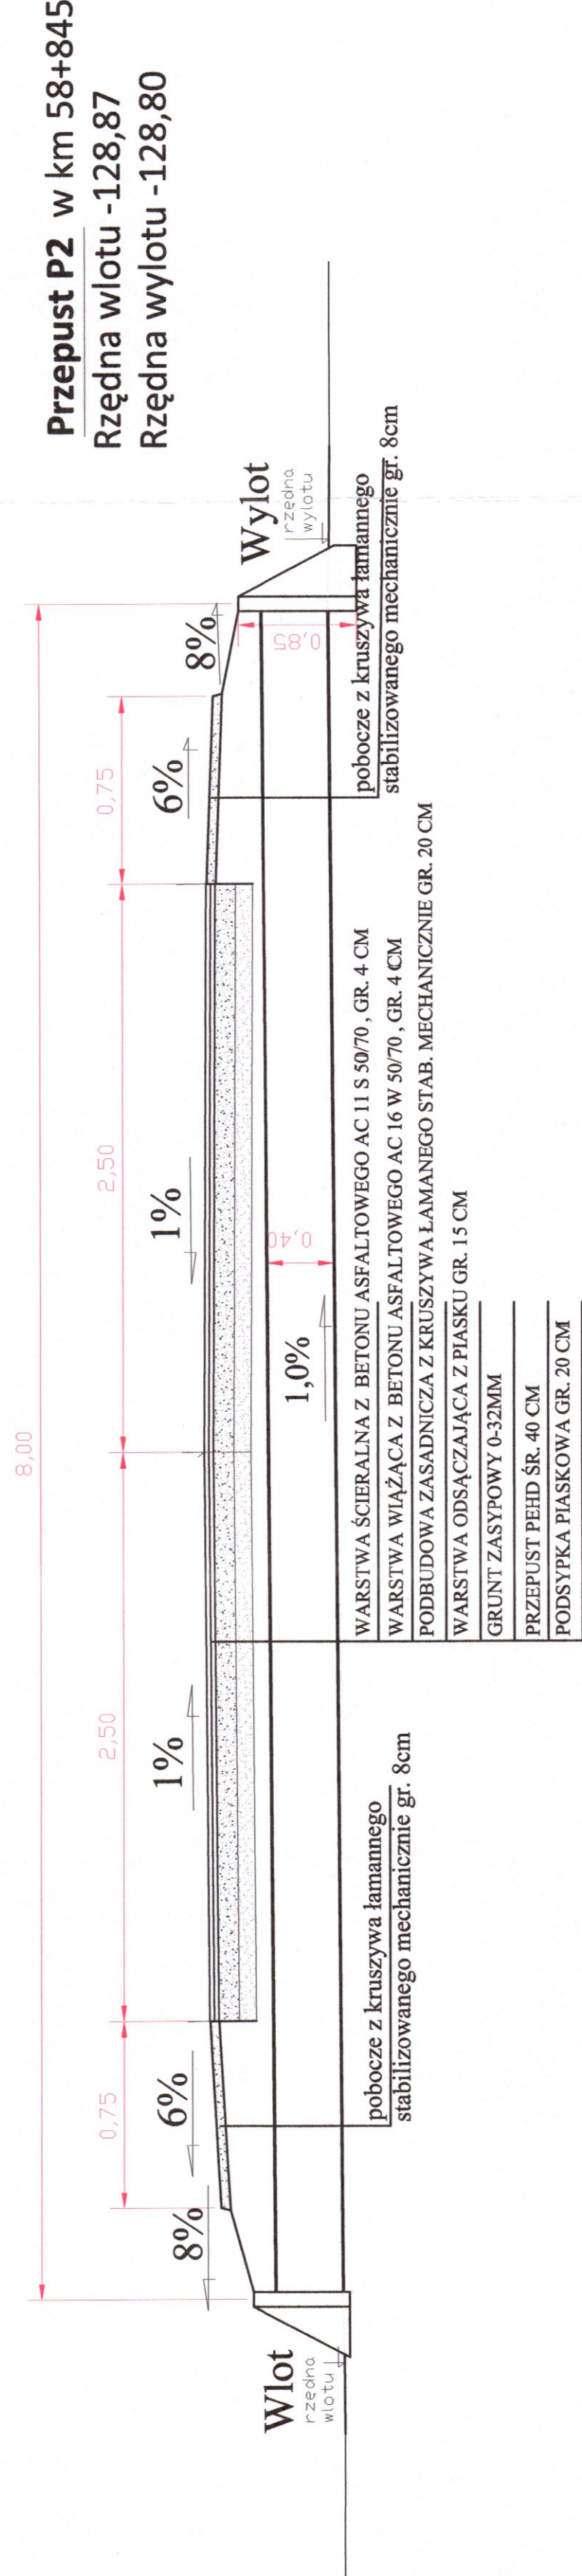 Przepust P2 w km 58+845
Rzędna wlotu -128,87
Rzędna wylotu -128,80
8,00
0,75
2,50
2,50
0,75
8%
6%
1%
1%
6%
8%
Wlot
rzędna
wlotu
1,0%
0,40
0,85
Wylot
rzędna
wylotu
pobocze z kruszywa łamannego
stabilizowanego mechanicznie gr. 8cm
WARSTWA ŚCIERALNA Z BETONU ASFALTOWEGO AC 11 S 50/70 , GR. 4 CM
WARSTWA WIĄŻĄCA Z BETONU ASFALTOWEGO AC 16 W 50/70 , GR. 4 CM
PODBUDOWA ZASADNICZA Z KRUSZYWA ŁAMANEGO STAB. MECHANICZNIE GR. 20 CM
WARSTWA ODSĄCZAJĄCA Z PIASKU GR. 15 CM
GRUNT ZASYPOWY 0-32MM
PRZEPUST PEHD ŚR. 40 CM
PODSYPKA PIASKOWA GR. 20 CM
pobocze z kruszywa łamannego
stabilizowanego mechanicznie gr. 8cm